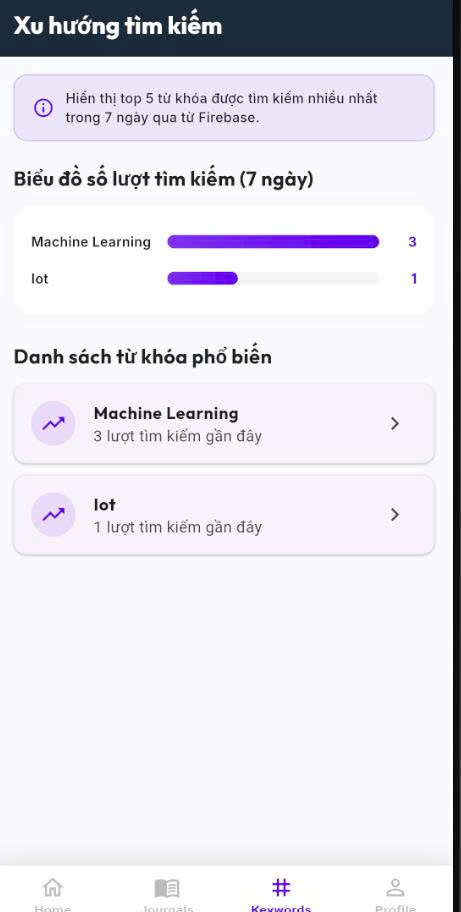 Xu hướng tìm kiếm
Hiển thị top 5 từ khóa được tìm kiếm nhiều nhất
trong 7 ngày qua từ Firebase.
Biểu đồ số lượt tìm kiếm (7 ngày)
Machine Learning 3
Iot 1
Danh sách từ khóa phổ biến
Machine Learning
3 lượt tìm kiếm gần đây
Iot
1 lượt tìm kiếm gần đây
Home Journals Keywords Profile